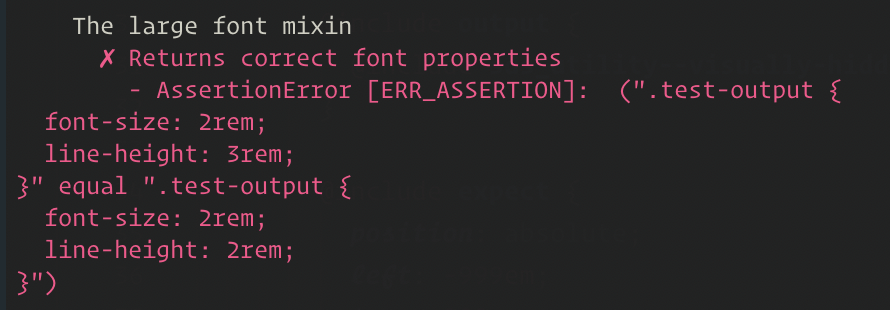 The large font mixin
✗ Returns correct font properties
- AssertionError [ERR_ASSERTION]:  (".test-output {
font-size: 2rem;
line-height: 3rem;
}" equal ".test-output {
font-size: 2rem;
line-height: 2rem;
}")